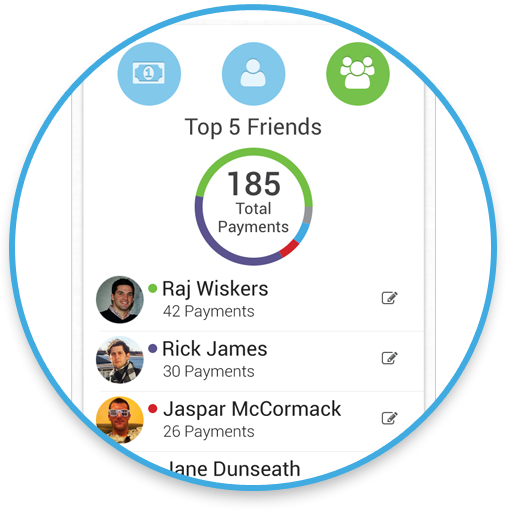 1
Top 5 Friends
185
Total
Payments
Raj Wiskers
42 Payments
Rick James
30 Payments
Jaspar McCormack
26 Payments
Jane Dunseath